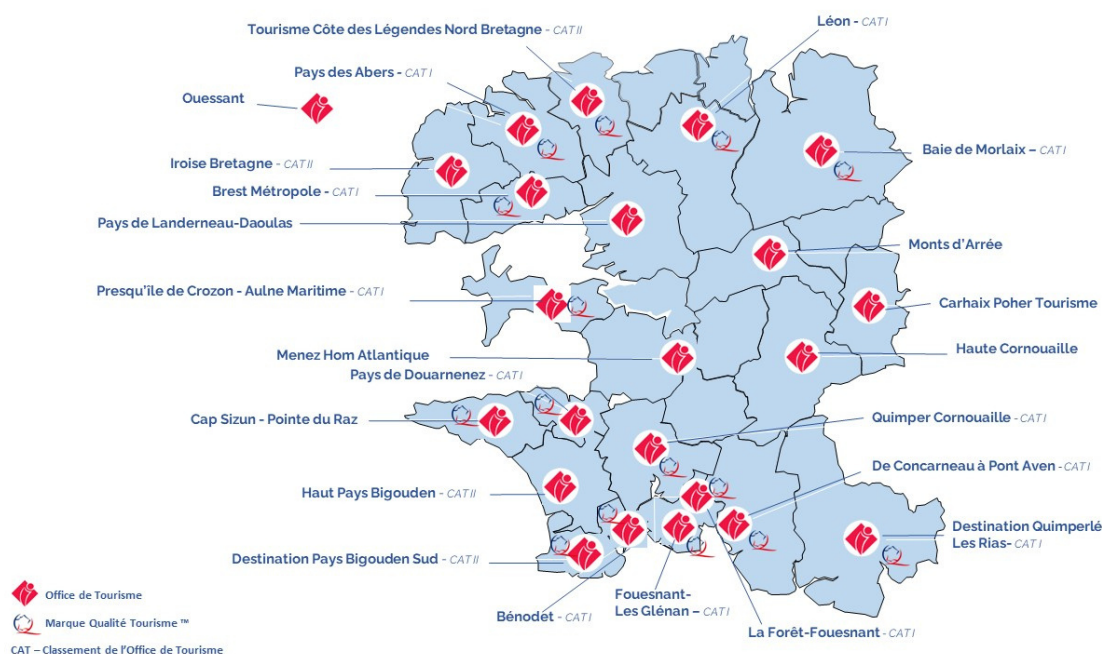 Tourisme Côte des Légendes Nord Bretagne - CAT II
Léon - CAT I
Pays des Abers - CAT I
Ouessant
Iroise Bretagne - CAT II
Baie de Morlaix – CAT I
Brest Métropole - CAT I
Pays de Landerneau-Daoulas
Monts d'Arrée
Presqu'île de Crozon - Aulne Maritime - CAT I
Carhaix Poher Tourisme
Menez Hom Atlantique
Haute Cornouaille
Pays de Douarnenez - CAT I
Cap Sizun - Pointe du Raz
Quimper Cornouaille - CAT I
De Concarneau à Pont Aven - CAT I
Haut Pays Bigouden - CAT II
Destination Quimperlé
Les Rias- CAT I
Destination Pays Bigouden Sud - CAT II
Fouesnant-
Les Glénan – CAT I
Bénodet - CAT I
La Forêt-Fouesnant - CAT I
Office de Tourisme
Marque Qualité Tourisme ™
CAT – Classement de l'Office de Tourisme